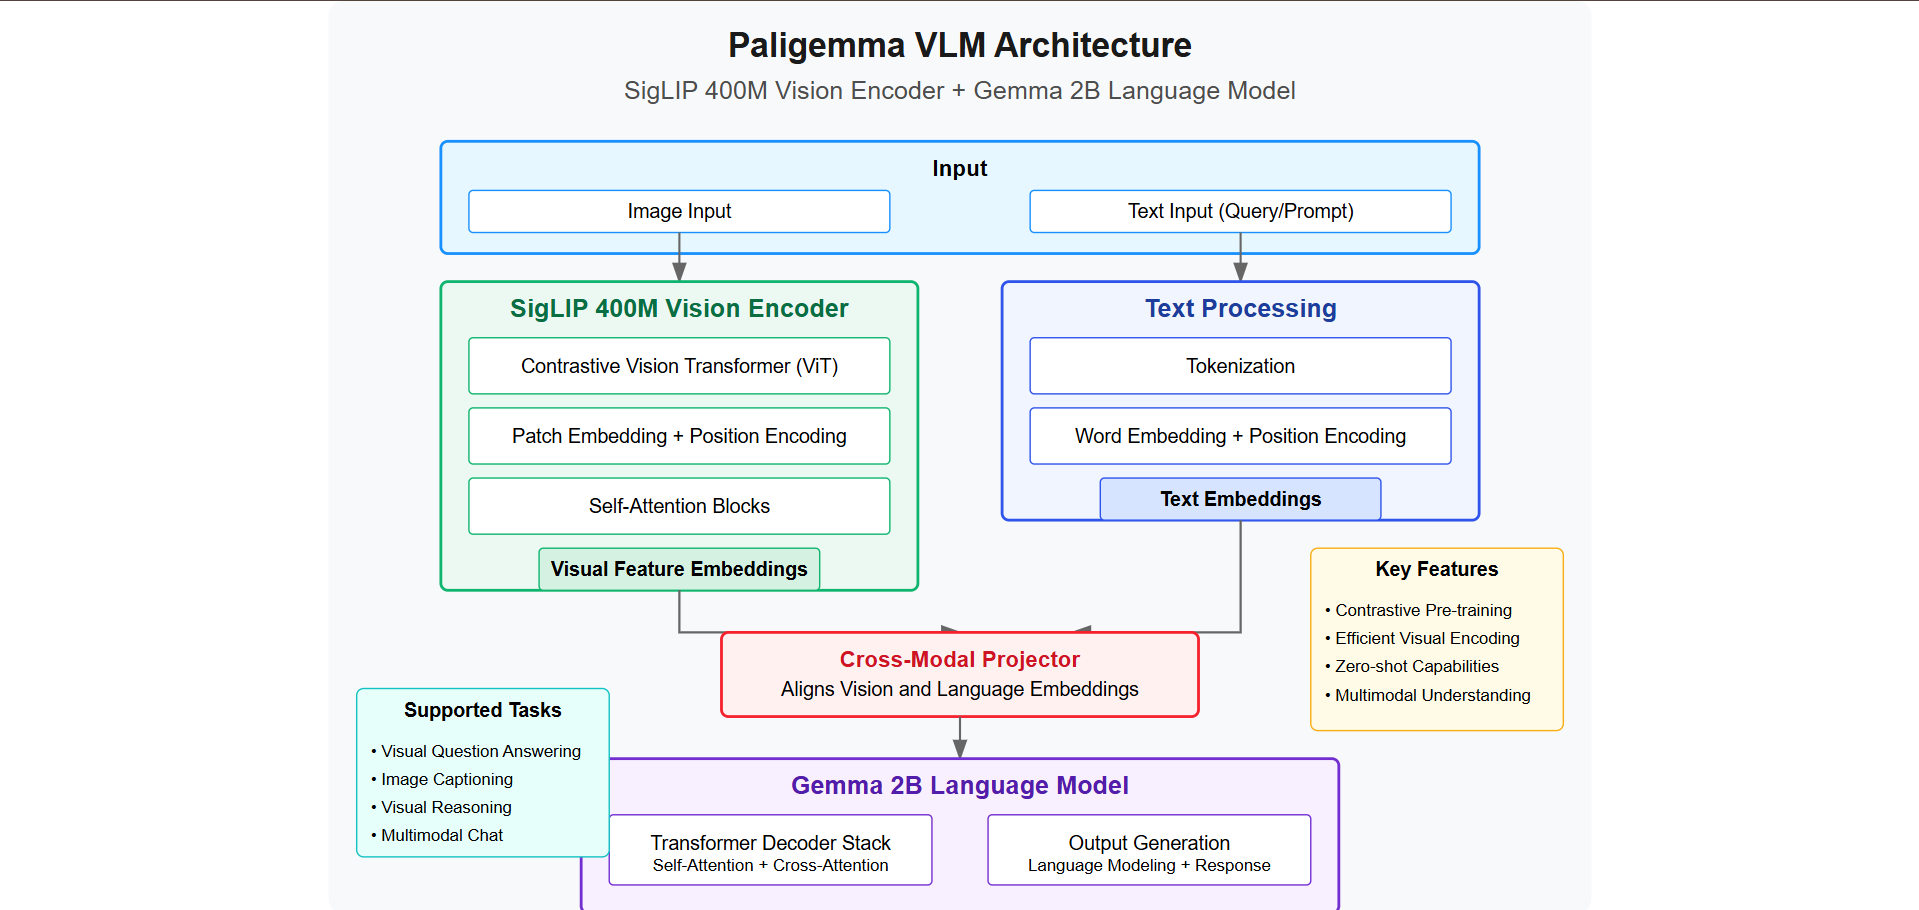 Paligemma VLM Architecture
SigLIP 400M Vision Encoder + Gemma 2B Language Model
Input
Image Input
Text Input (Query/Prompt)
SigLIP 400M Vision Encoder
Contrastive Vision Transformer (ViT)
Patch Embedding + Position Encoding
Self-Attention Blocks
Visual Feature Embeddings
Text Processing
Tokenization
Word Embedding + Position Encoding
Text Embeddings
Key Features
• Contrastive Pre-training
• Efficient Visual Encoding
• Zero-shot Capabilities
• Multimodal Understanding
Cross-Modal Projector
Aligns Vision and Language Embeddings
Supported Tasks
• Visual Question Answering
• Image Captioning
• Visual Reasoning
• Multimodal Chat
Gemma 2B Language Model
Transformer Decoder Stack
Self-Attention + Cross-Attention
Output Generation
Language Modeling + Response